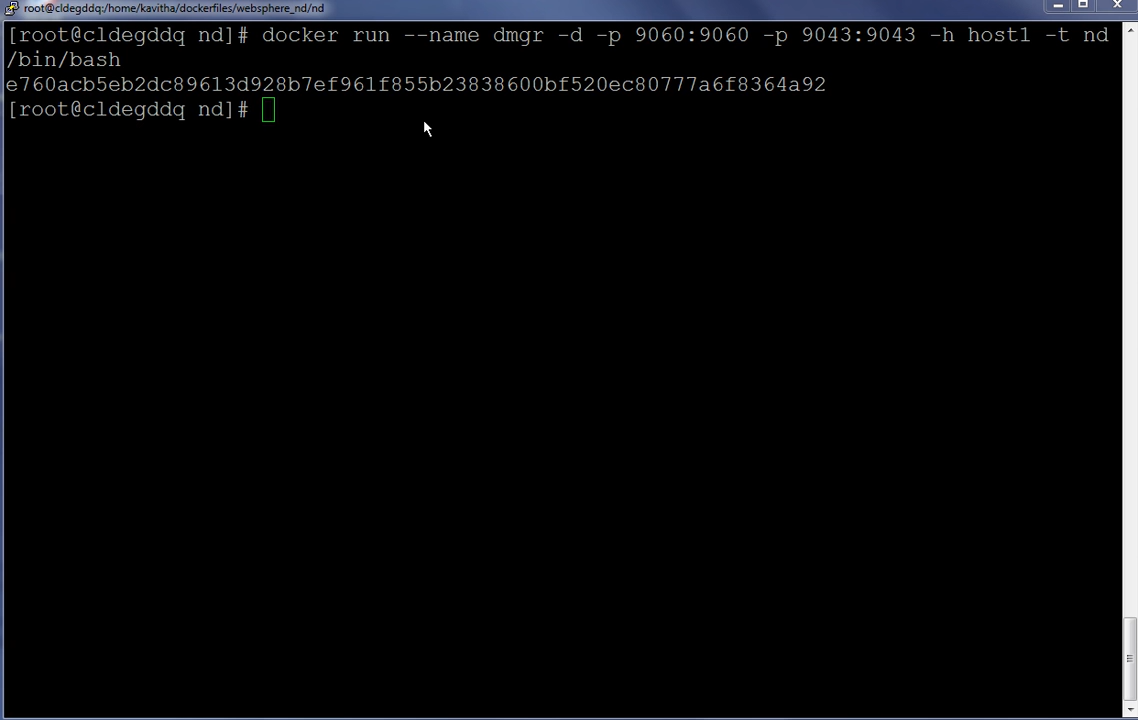 root@cldegddq:/home/kavitha/dockerfiles/websphere_nd/nd
[root@cldegddq nd]# docker run --name dmgr -d -p 9060:9060 -p 9043:9043 -h host1 -t nd
/bin/bash
e760acb5eb2dc89613d928b7ef961f855b23838600bf520ec80777a6f8364a92
[root@cldegddq nd]#